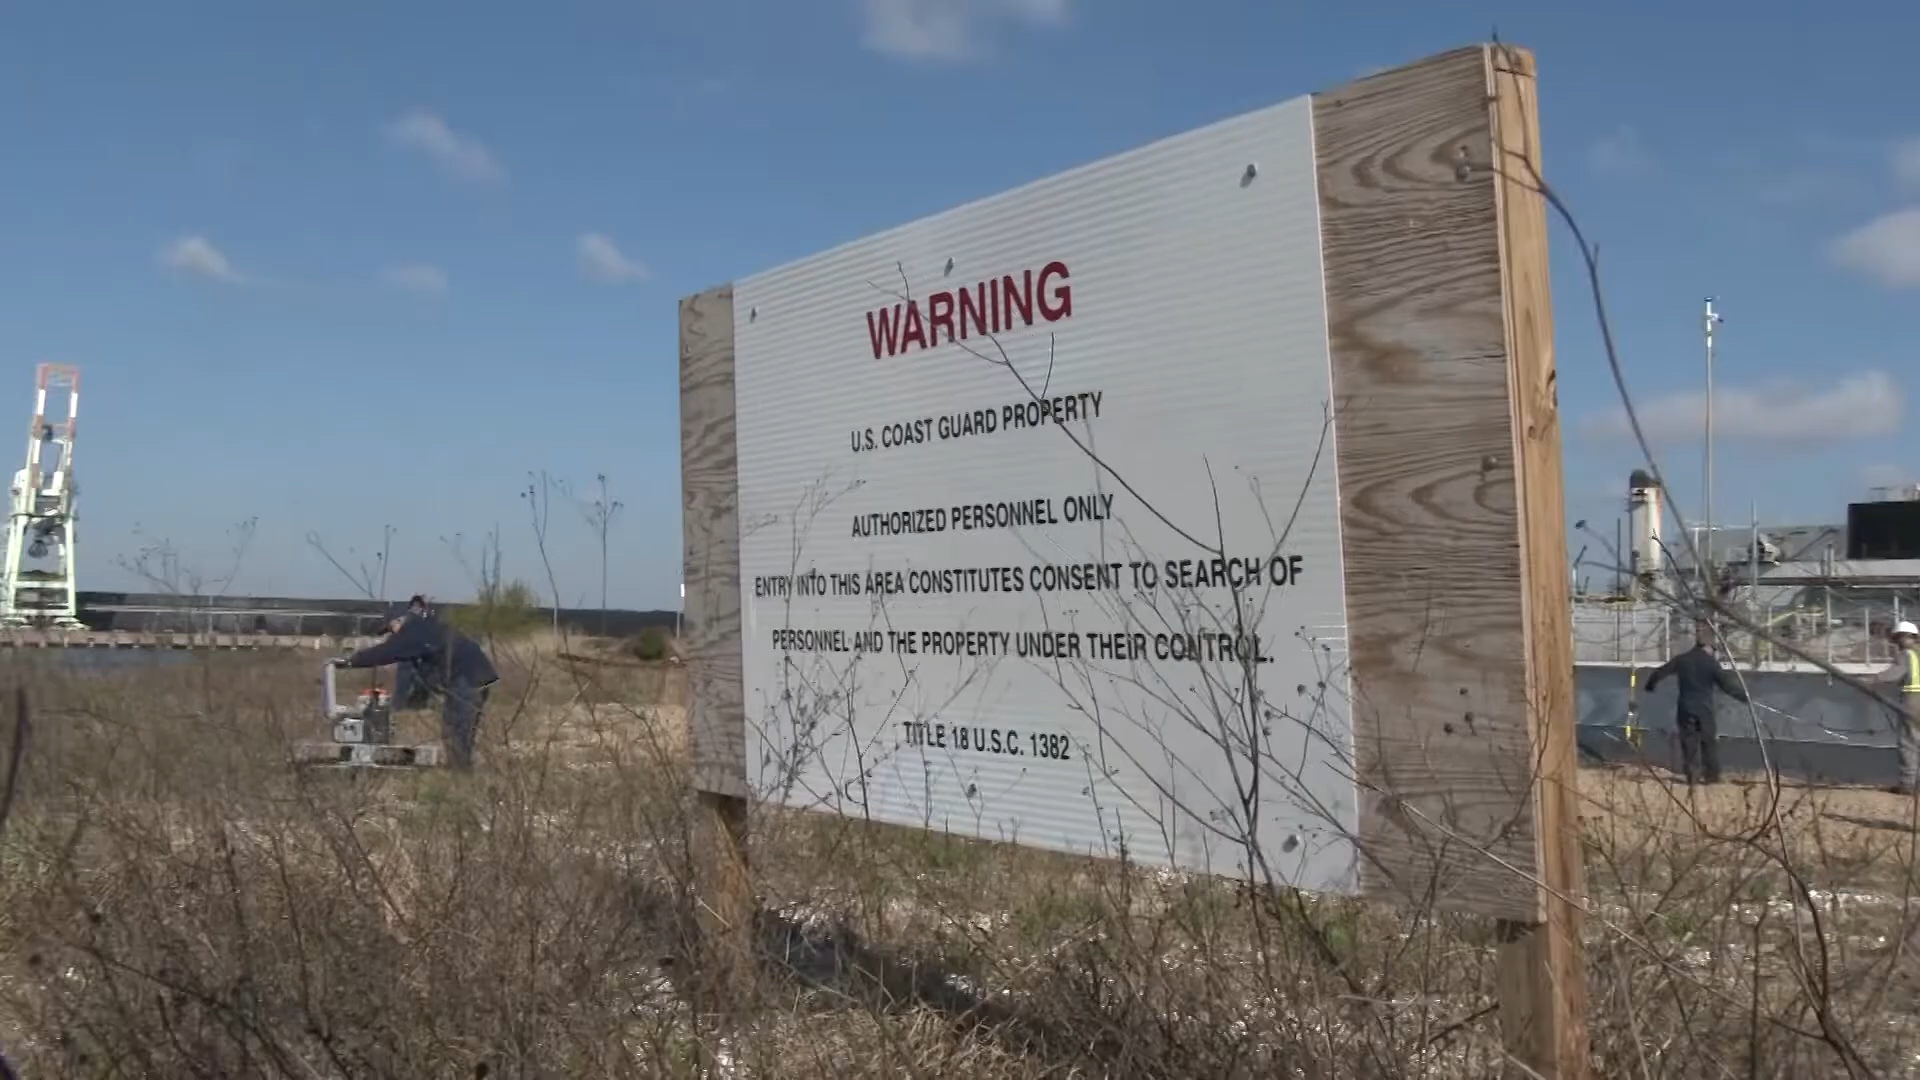 WARNING
U.S. COAST GUARD PROPERTY
AUTHORIZED PERSONNEL ONLY
ENTRY INTO THIS AREA CONSTITUTES CONSENT TO SEARCH OF
PERSONNEL AND THE PROPERTY UNDER THEIR CONTROL.
TITLE 18 U.S.C. 1382